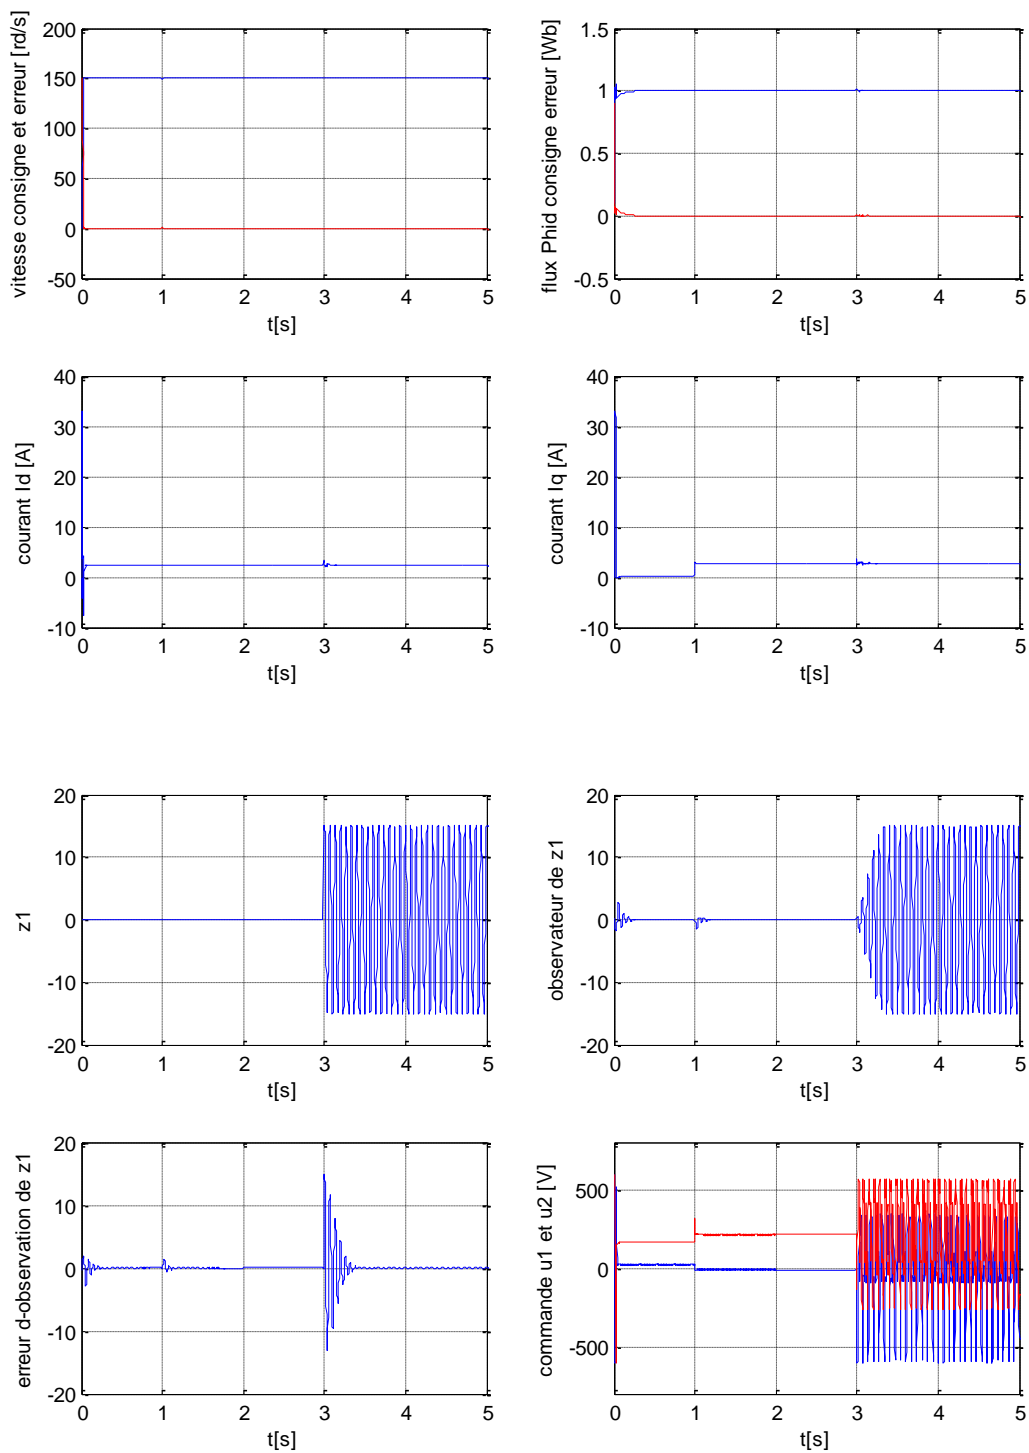 vitesse consigne et erreur [rd/s]
200
150
100
50
0
-50
0 1 2 3 4 5
t[s]
flux Phid consigne erreur [Wb]
1.5
1
0.5
0
-0.5
0 1 2 3 4 5
t[s]
courant Id [A]
40
30
20
10
0
-10
0 1 2 3 4 5
t[s]
courant Iq [A]
40
30
20
10
0
-10
0 1 2 3 4 5
t[s]
z1
20
10
0
-10
-20
0 1 2 3 4 5
t[s]
observateur de z1
20
10
0
-10
-20
0 1 2 3 4 5
t[s]
erreur d-observation de z1
20
10
0
-10
-20
0 1 2 3 4 5
t[s]
commande u1 et u2 [V]
500
0
-500
0 1 2 3 4 5
t[s]